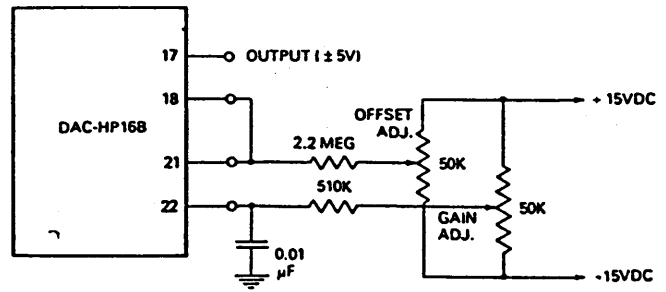 17
OUTPUT (± 5V)
18
DAC-HP16B
+ 15VDC
OFFSET
ADJ.
2.2 MEG
21
50K
510K
22
50K
GAIN
ADJ.
0.01
µF
-15VDC